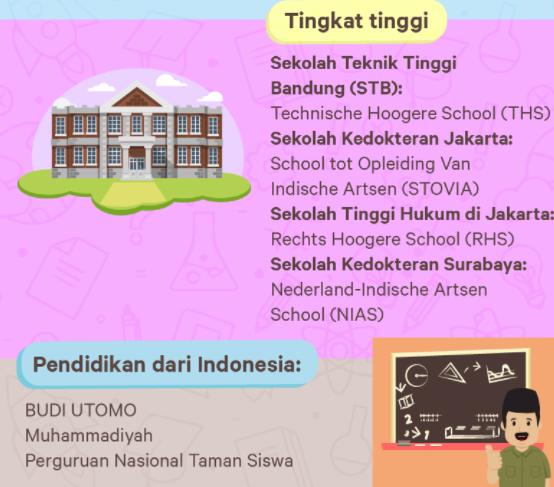 Tingkat tinggi
Sekolah Teknik Tinggi
Bandung (STB):
Technische Hoogere School (THS)
Sekolah Kedokteran Jakarta:
School tot Opleiding Van
Indische Artsen (STOVIA)
Sekolah Tinggi Hukum di Jakarta:
Rechts Hoogere School (RHS)
Sekolah Kedokteran Surabaya:
Nederland-Indische Artsen
School (NIAS)
Pendidikan dari Indonesia:
BUDI UTOMO
Muhammadiyah
Perguruan Nasional Taman Siswa